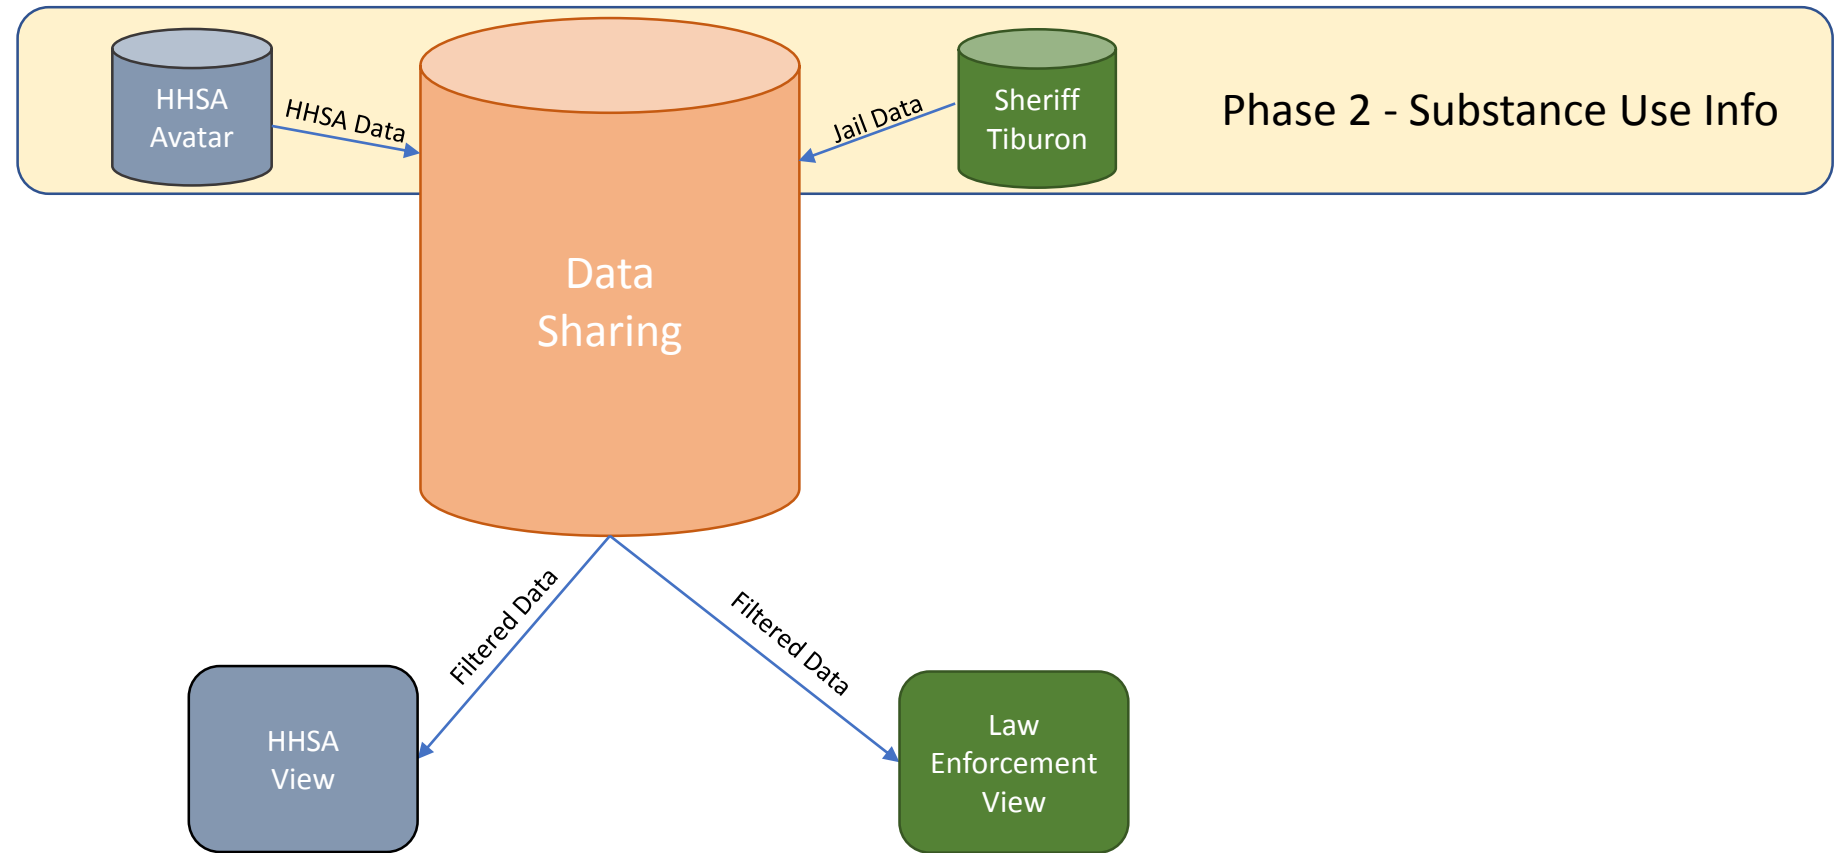 HHSA
Avatar
HHSA Data
Jail Data
Sheriff
Tiburon
Phase 2 - Substance Use Info
Data
Sharing
Filtered Data
Filtered Data
HHSA
View
Law
Enforcement
View